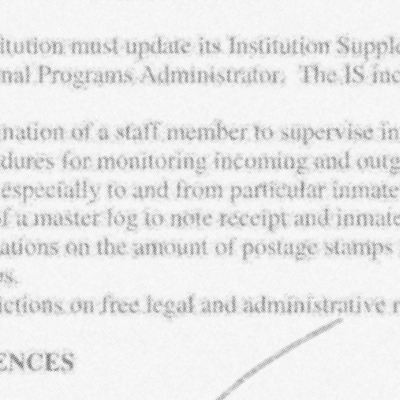 itution must update its Institution Supple
nal Programs Administrator. The IS inc
nation of a staff member to supervise in
dures for monitoring incoming and outg
especially to and from particular inmate
of a master log to note receipt and inmate
ations on the amount of postage stamps
s.
ictions on free legal and administrative r
ENCES